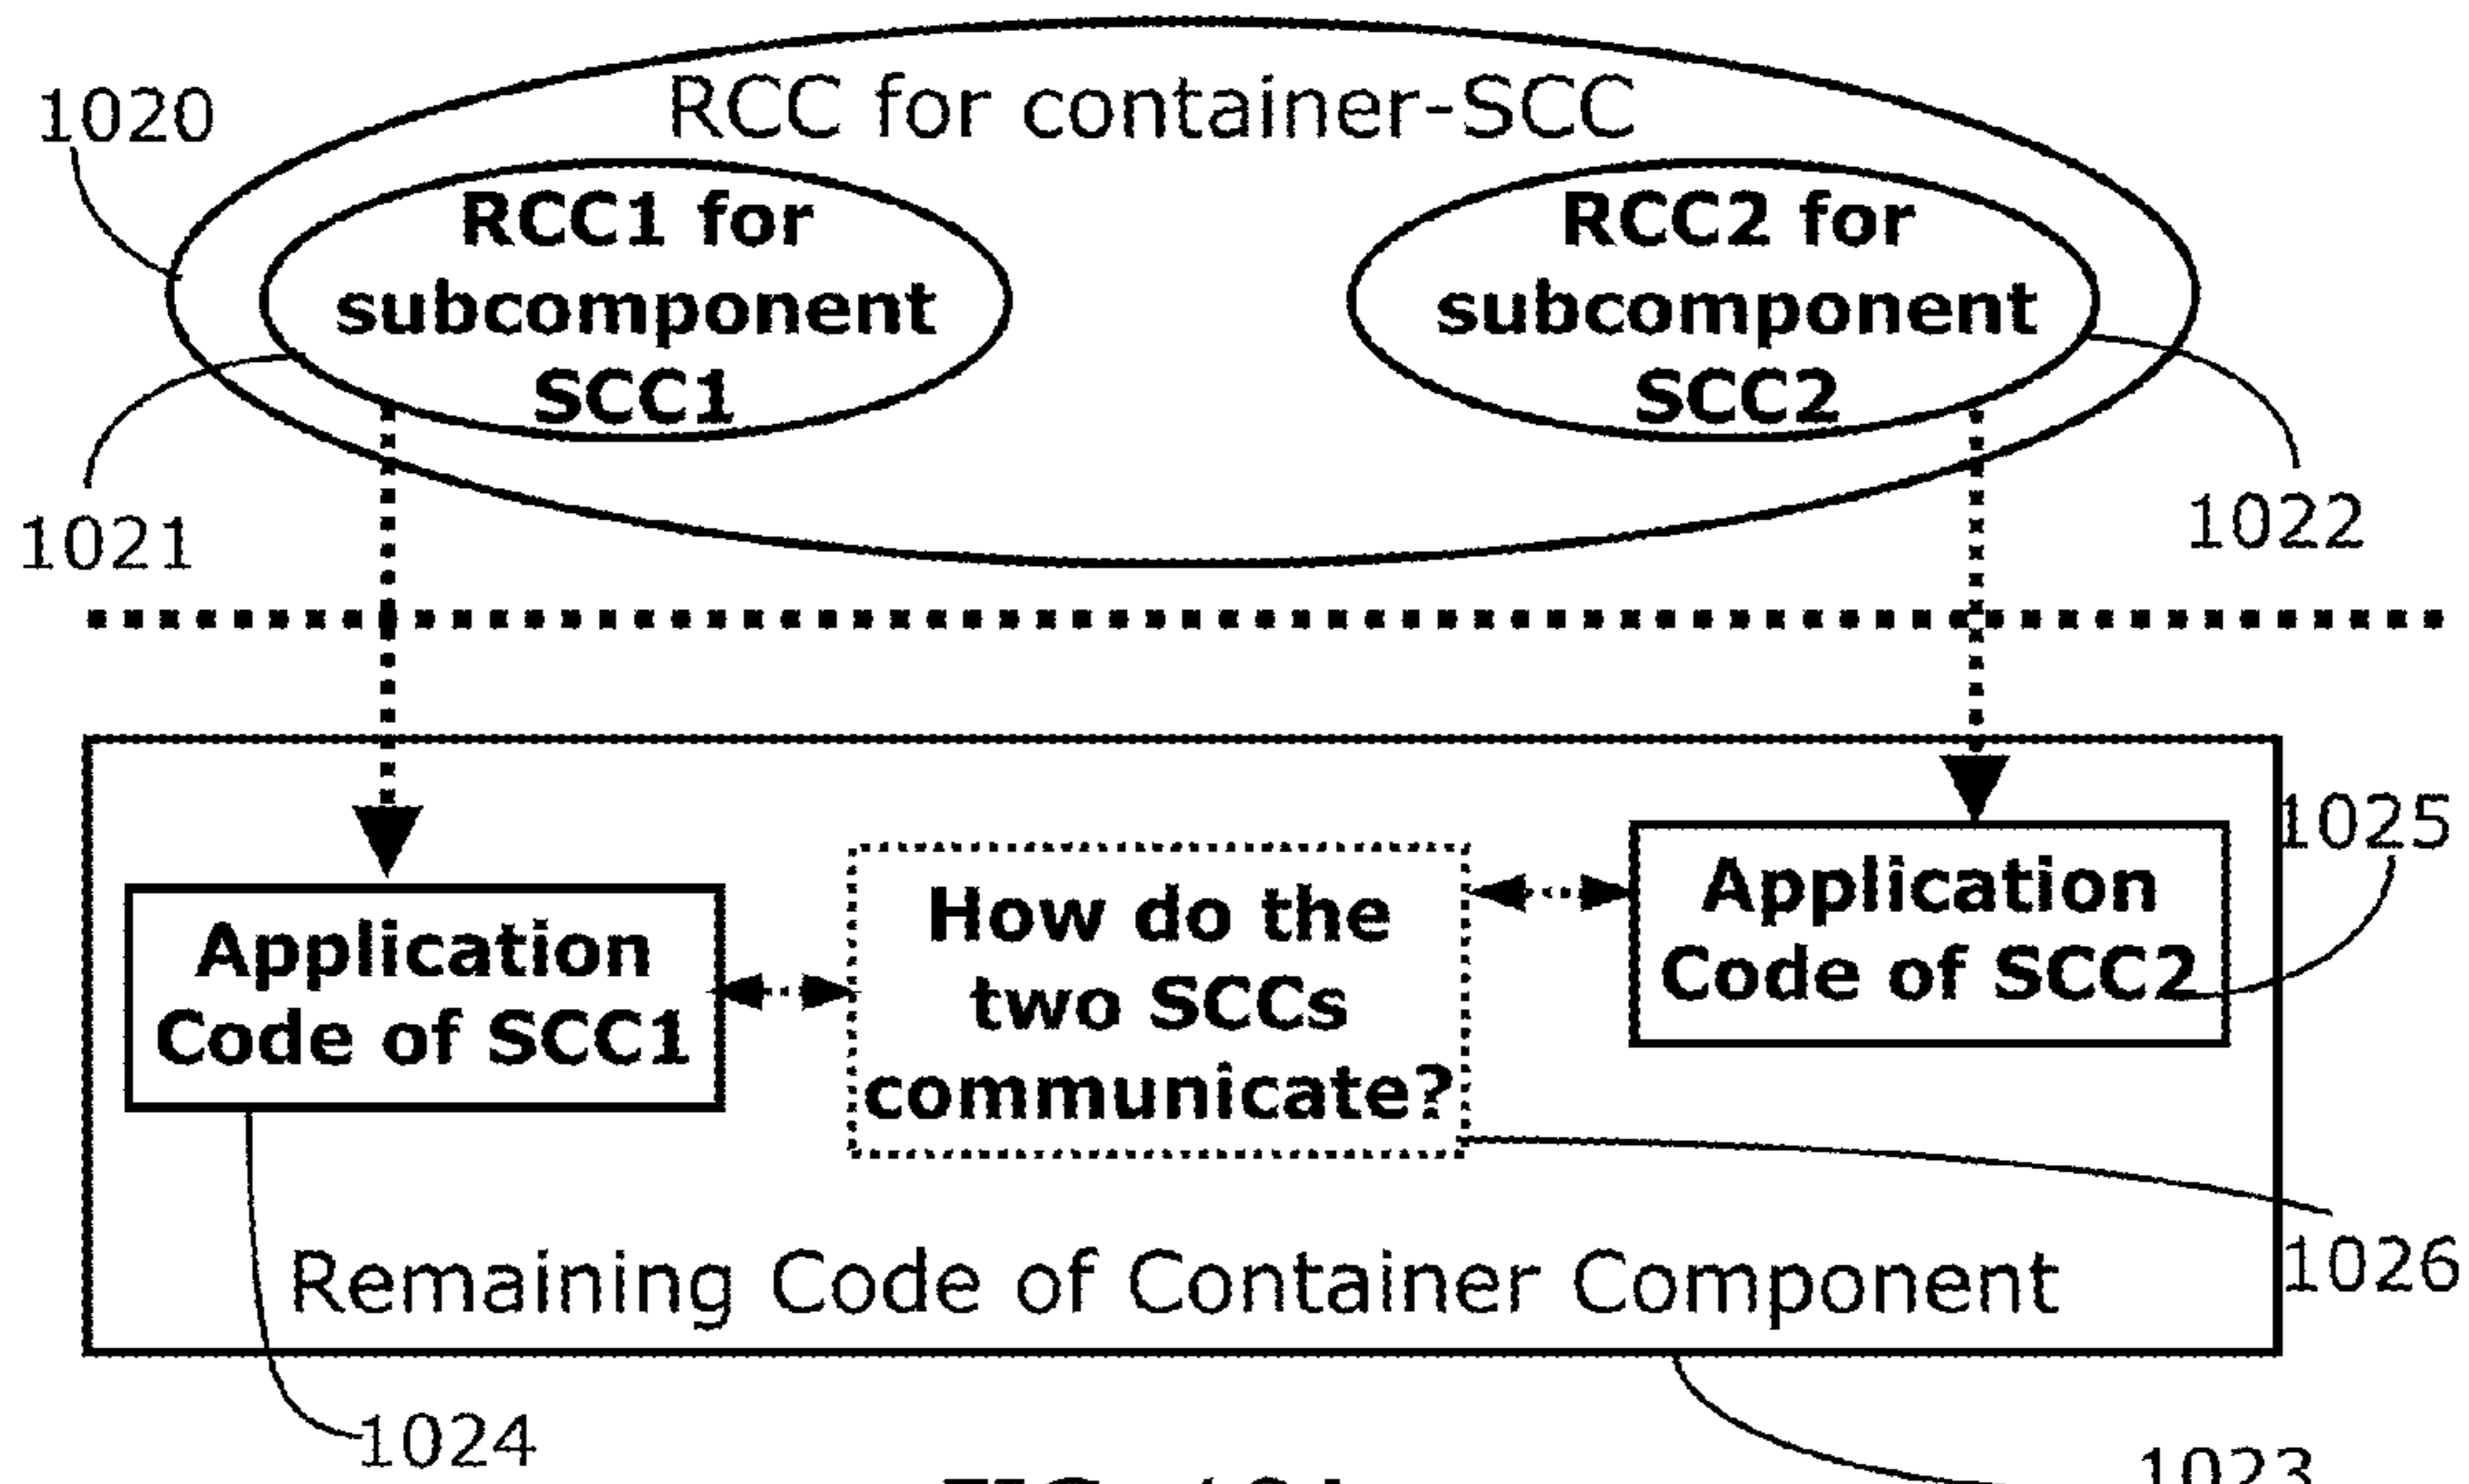 RCC for container-SCC
1020
RCC1 for
subcomponent
SCC1
RCC2 for
subcomponent
SCC2
1021
1022
1025
Application
Code of SCC1
How do the
two SCCs
communicate?
Application
Code of SCC2
Remaining Code of Container Component
1026
1024
1023